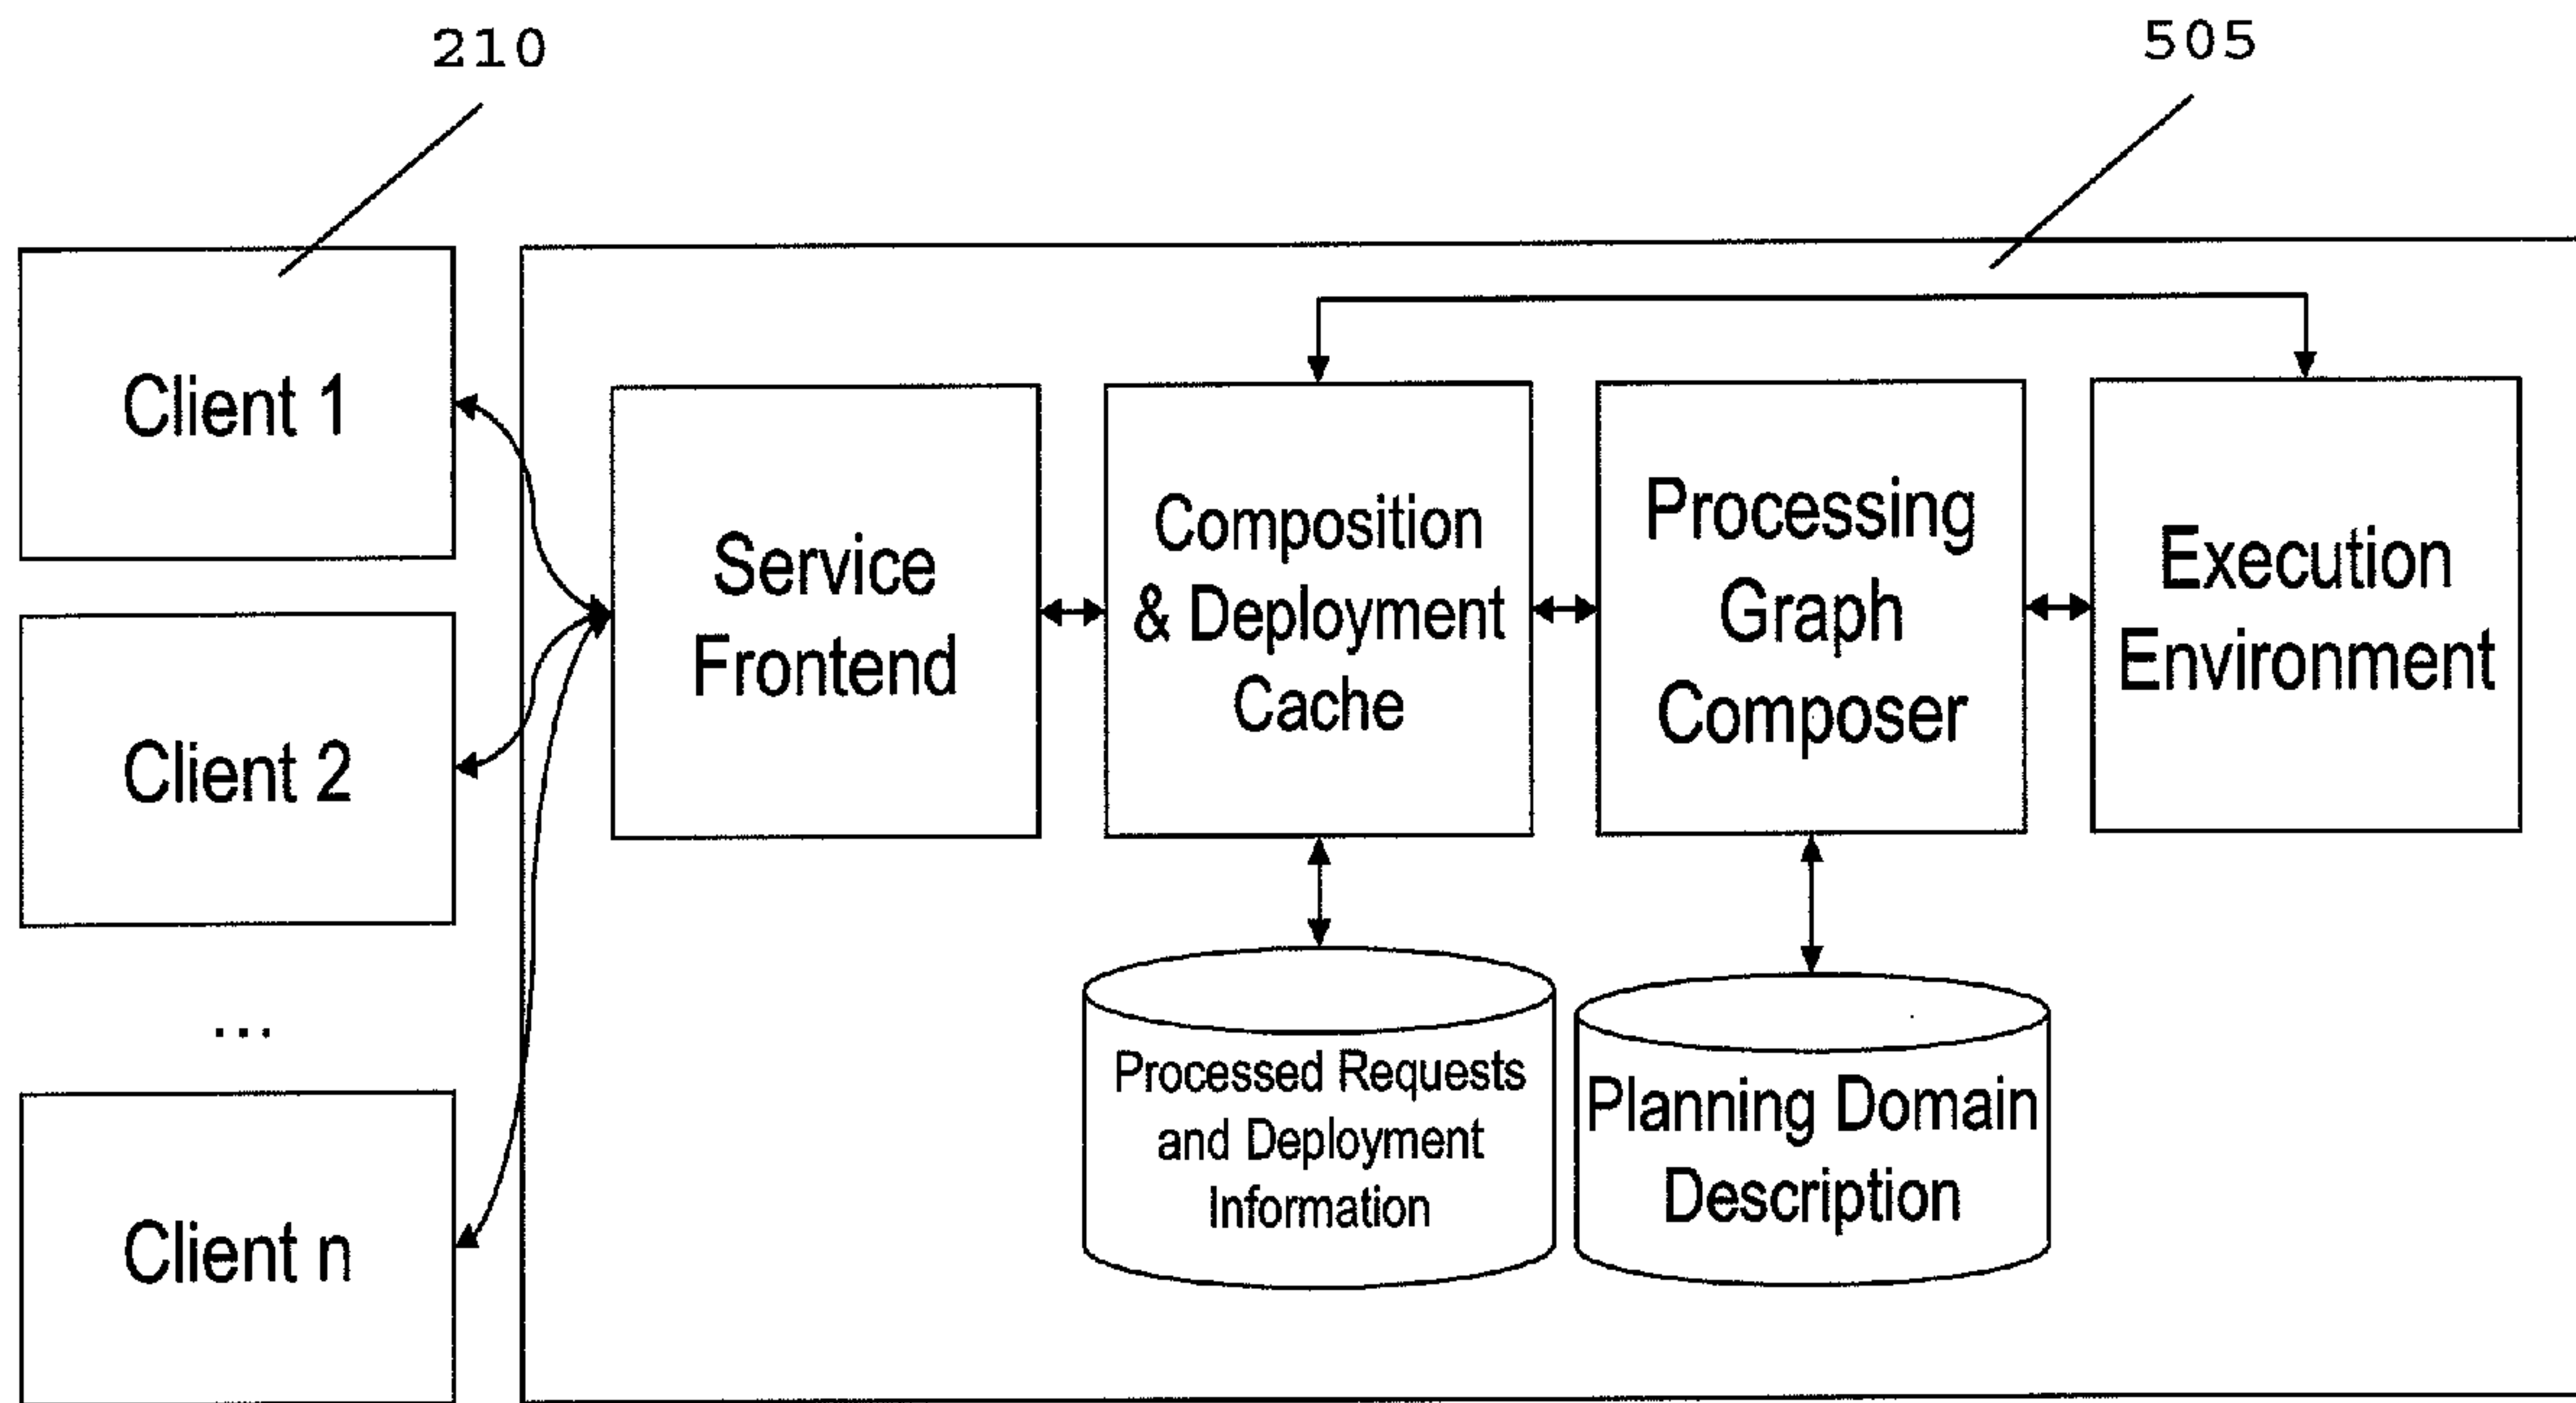 210
505
Client 1
Client 2
...
Client n
Service
Frontend
Composition
& Deployment
Cache
Processing
Graph
Composer
Execution
Environment
Processed Requests
and Deployment
Information
Planning Domain
Description